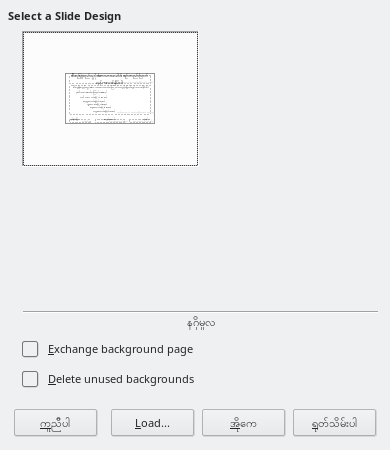 Select a Slide Design
နဂိုမူလ
Exchange background page
Delete unused backgrounds
ကူညီပါ
Load...
အိုကေ
ရုတ်သိမ်းပါ